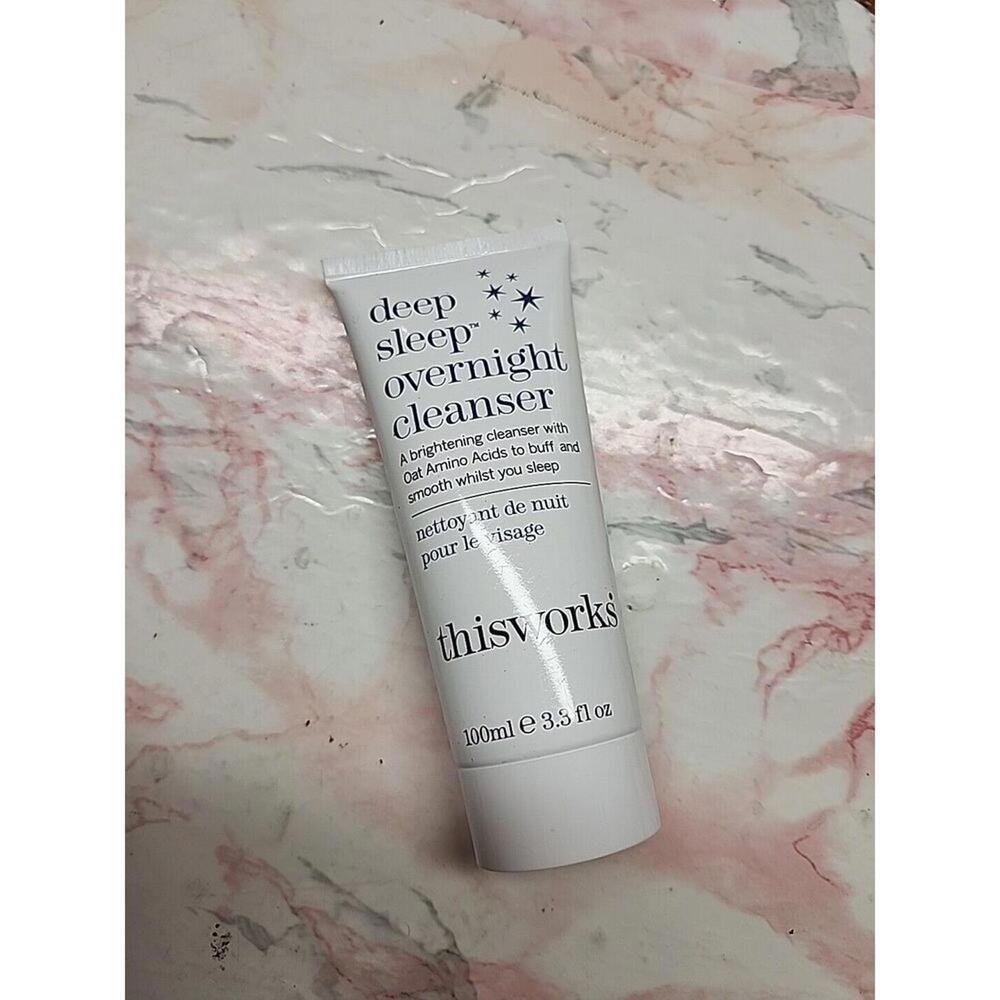 deep
sleep™
overnight
cleanser
A brightening cleanser with
Oat Amino Acids to buff and
smooth whilst you sleep
nettoyant de nuit
pour le visage
thisworks®
100ml e 3.3 fl oz